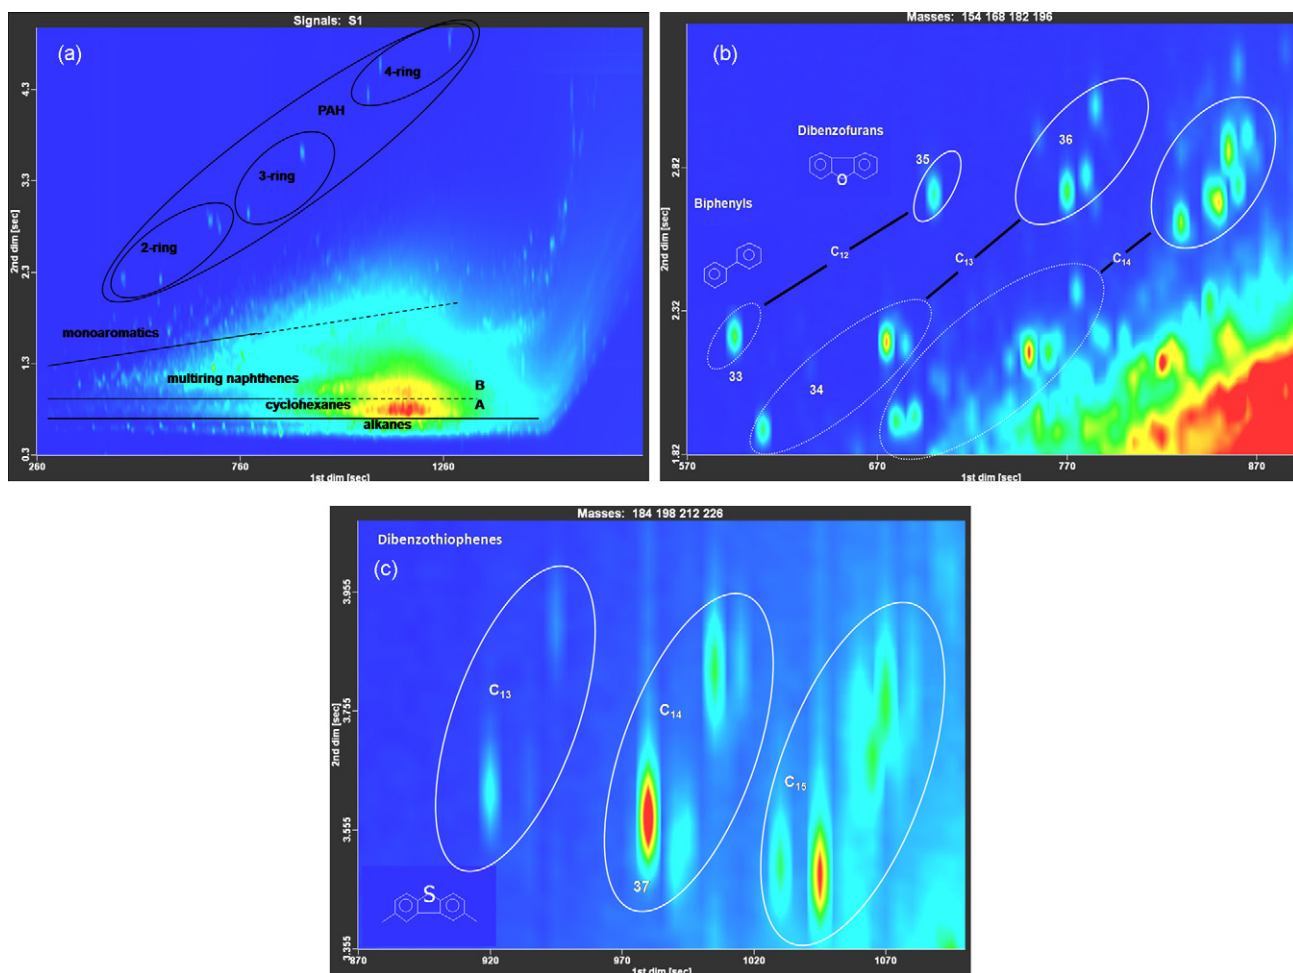 Signals: S1
(a)
4-ring
PAH
3-ring
2-ring
monoaromatics
multiring naphthenes
B
cyclohexanes
A
alkanes
2nd dim [sec]
4.3
3.3
2.3
1.3
0.3
260
760
1260
1st dim [sec]
Masses: 154 168 182 196
(b)
Dibenzofurans
O
Biphenyls
35
36
C12
C13
C14
33
34
2nd dim [sec]
2.82
2.32
1.82
570
670
770
870
1st dim [sec]
Masses: 184 198 212 226
Dibenzothiophenes
(c)
C13
C14
C15
37
S
2nd dim [sec]
3.955
3.755
3.555
3.355
870
920
970
1020
1070
1st dim [sec]